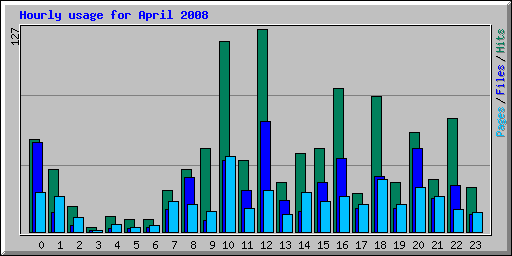 Hourly usage for April 2008
127
Pages / Files / Hits
0 1 2 3 4 5 6 7 8 9 10 11 12 13 14 15 16 17 18 19 20 21 22 23